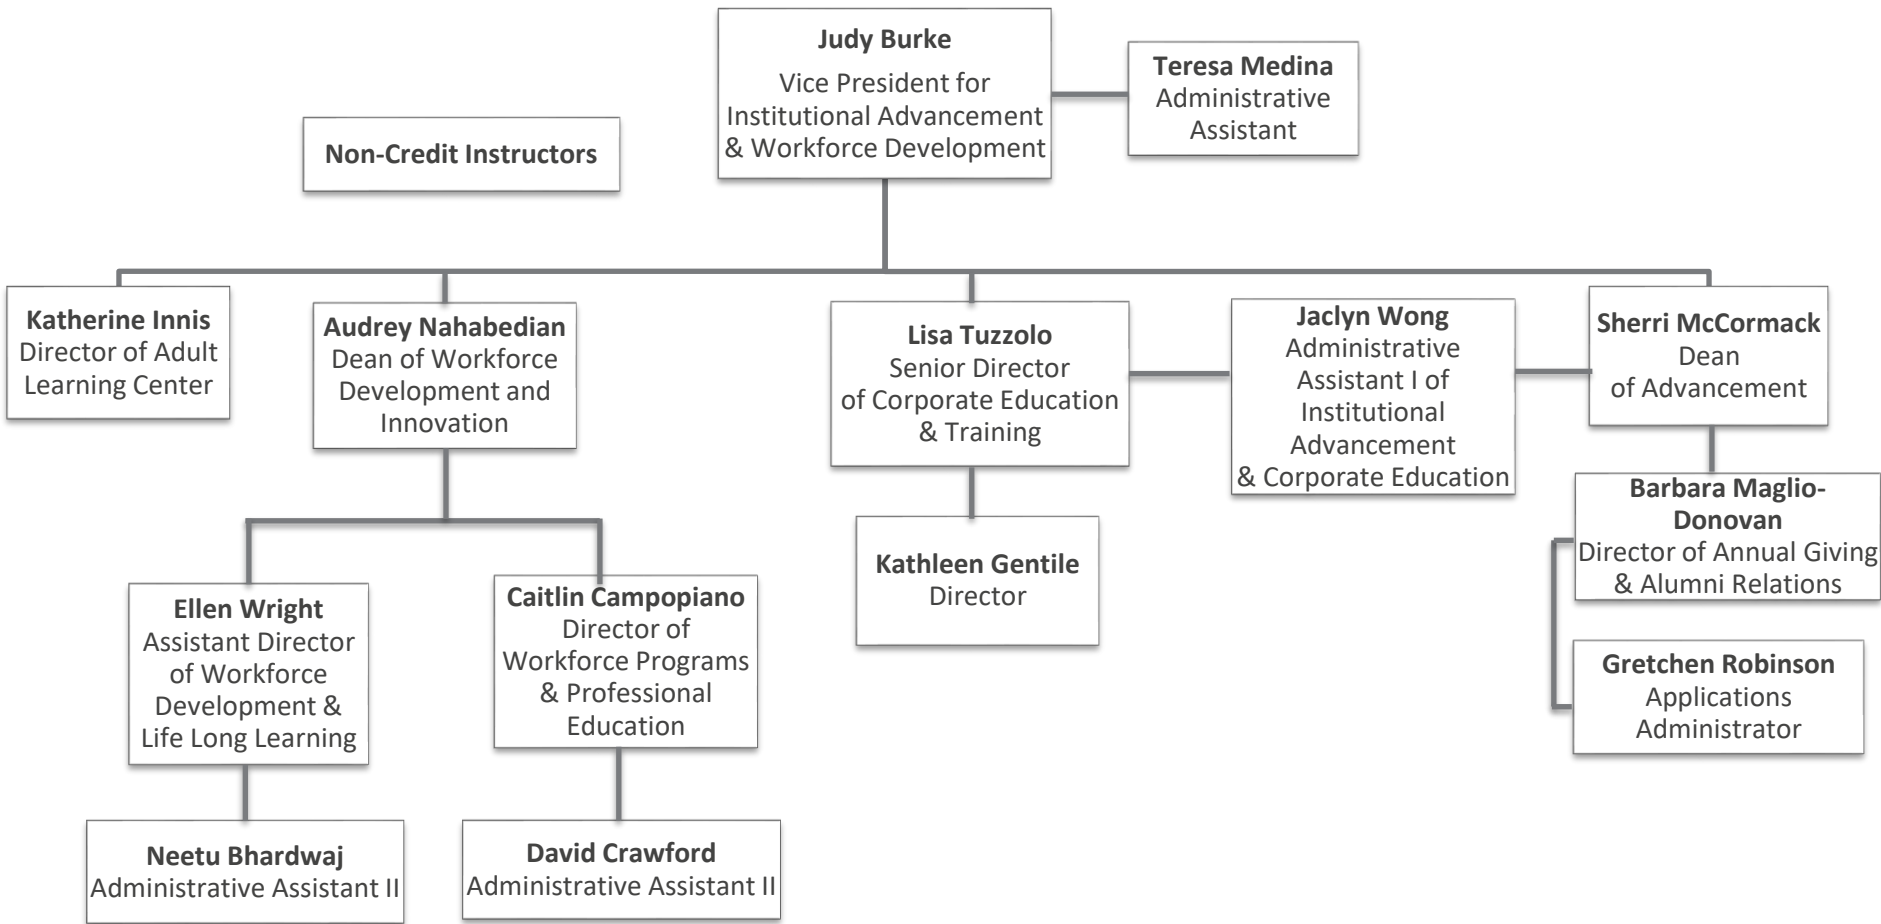 Judy Burke
Vice President for
Institutional Advancement
& Workforce Development
Teresa Medina
Administrative
Assistant
Non-Credit Instructors
Katherine Innis
Director of Adult
Learning Center
Audrey Nahabedian
Dean of Workforce
Development and
Innovation
Lisa Tuzzolo
Senior Director
of Corporate Education
& Training
Jaclyn Wong
Administrative
Assistant I of
Institutional
Advancement
& Corporate Education
Sherri McCormack
Dean
of Advancement
Ellen Wright
Assistant Director
of Workforce
Development &
Life Long Learning
Caitlin Campopiano
Director of
Workforce Programs
& Professional
Education
Kathleen Gentile
Director
Barbara Maglio-
Donovan
Director of Annual Giving
& Alumni Relations
Gretchen Robinson
Applications
Administrator
Neetu Bhardwaj
Administrative Assistant II
David Crawford
Administrative Assistant II